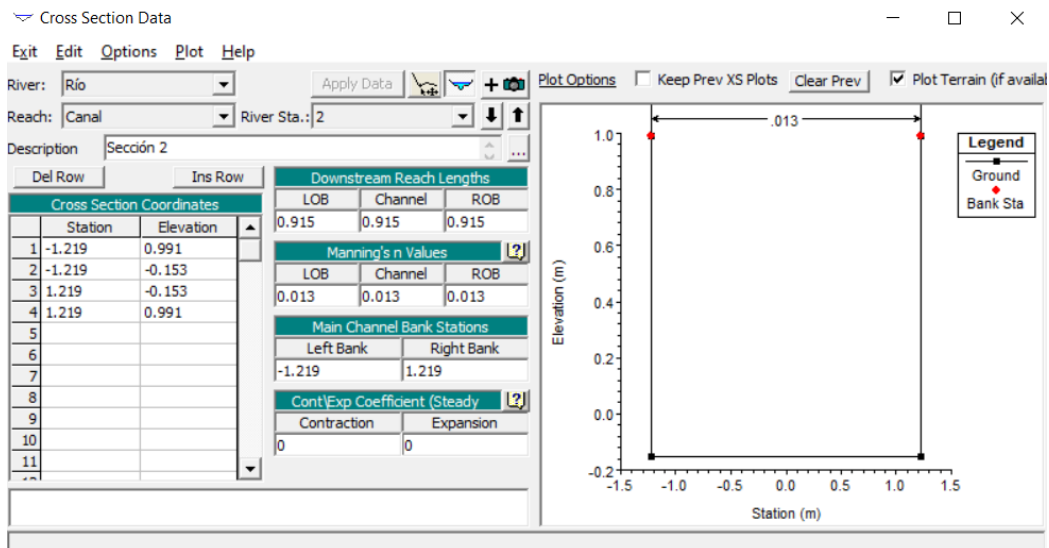 Cross Section Data
Exit Edit Options Plot Help
River: Río Apply Data
Reach: Canal River Sta.: 2
Description Sección 2 ...
Del Row Ins Row
Cross Section Coordinates
Station Elevation
1 -1.219 0.991
2 -1.219 -0.153
3 1.219 -0.153
4 1.219 0.991
5
6
7
8
9
10
11
Downstream Reach Lengths
LOB Channel ROB
0.915 0.915 0.915
Manning's n Values ?
LOB Channel ROB
0.013 0.013 0.013
Main Channel Bank Stations
Left Bank Right Bank
-1.219 1.219
Cont\Exp Coefficient (Steady ?
Contraction Expansion
0 0
Plot Options Keep Prev XS Plots Clear Prev Plot Terrain (if availab
.013
1.0
0.8
0.6
0.4
0.2
0.0
-0.2
Elevation (m)
-1.5 -1.0 -0.5 0.0 0.5 1.0 1.5
Station (m)
Legend
Ground
Bank Sta